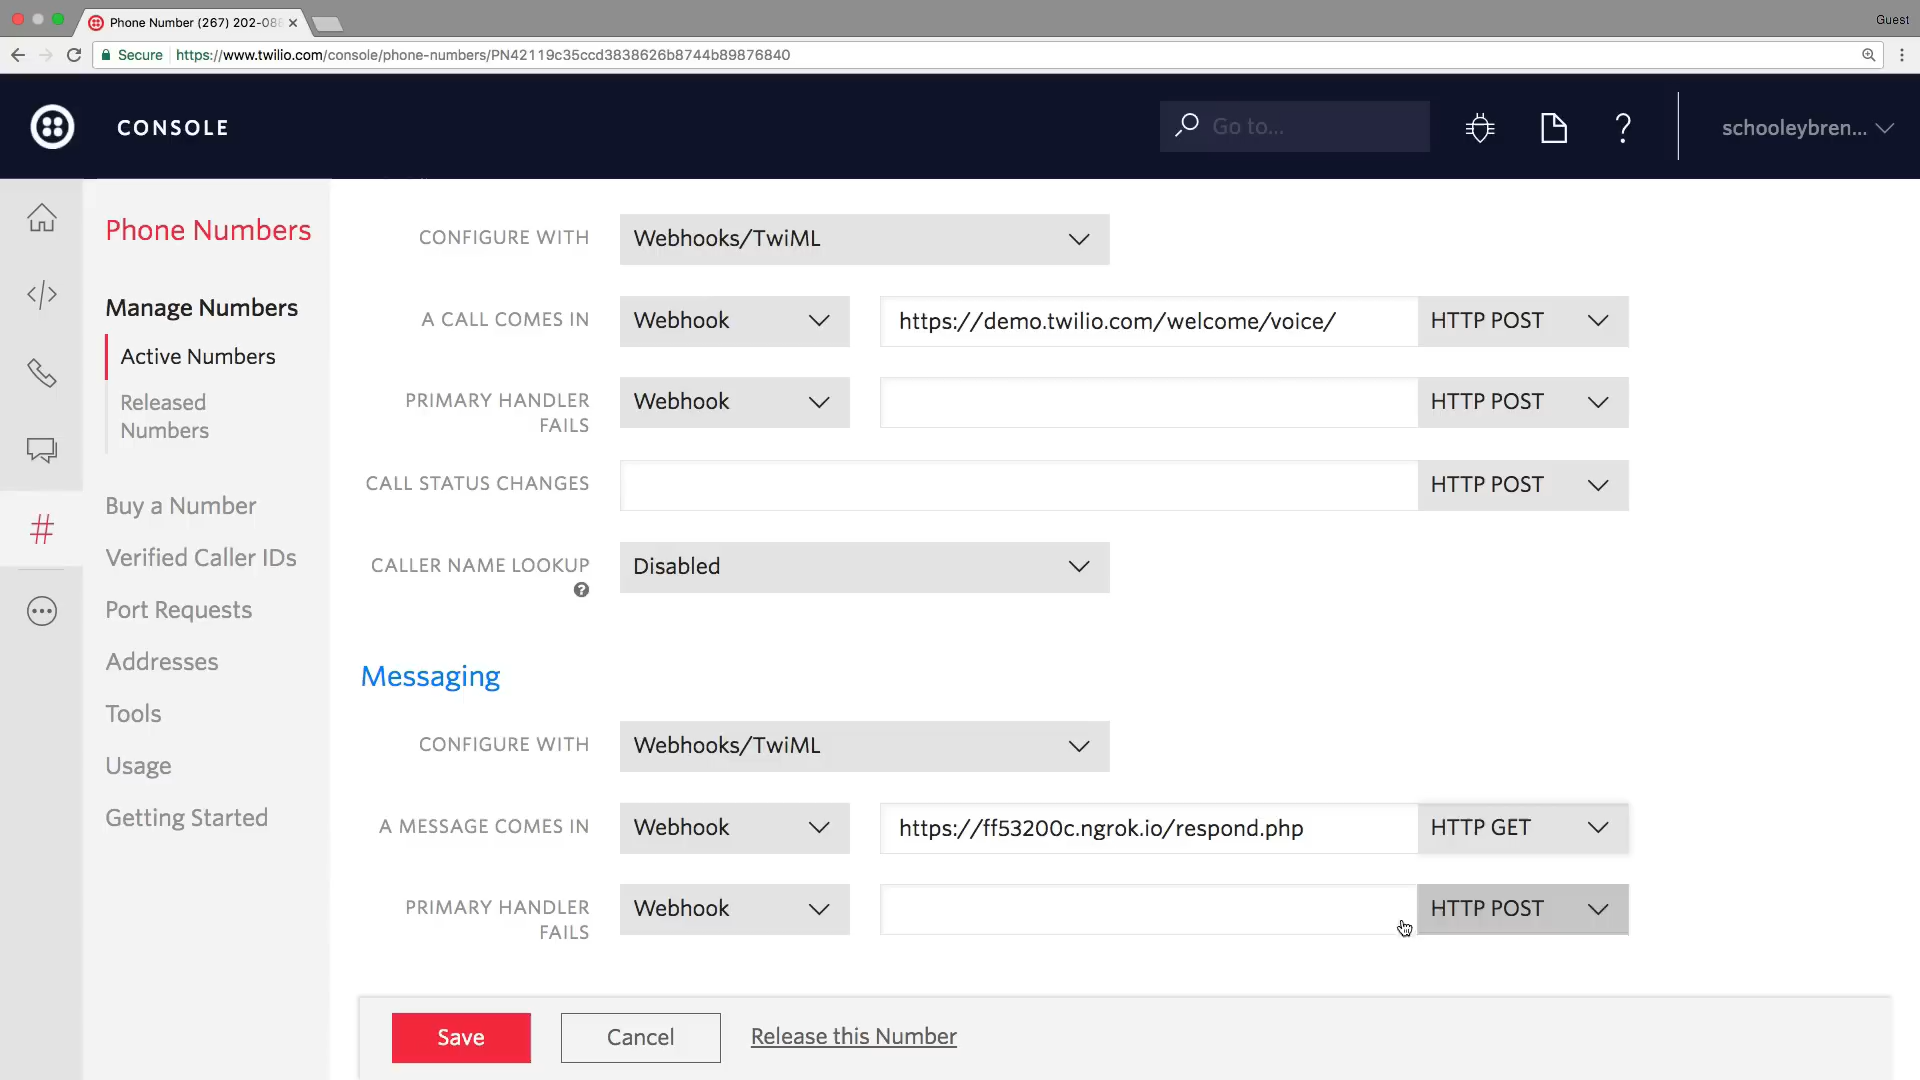 Phone Number (267) 202-08
Guest
Secure
https://www.twilio.com/console/phone-numbers/PN42119c35ccd3838626b8744b89876840
CONSOLE
Go to...
schooleybren...
Phone Numbers
Manage Numbers
Active Numbers
Released
Numbers
Buy a Number
Verified Caller IDs
Port Requests
Addresses
Tools
Usage
Getting Started
CONFIGURE WITH
Webhooks/TwiML
A CALL COMES IN
Webhook
https://demo.twilio.com/welcome/voice/
HTTP POST
PRIMARY HANDLER
FAILS
Webhook
HTTP POST
CALL STATUS CHANGES
HTTP POST
CALLER NAME LOOKUP
Disabled
Messaging
CONFIGURE WITH
Webhooks/TwiML
A MESSAGE COMES IN
Webhook
https://ff53200c.ngrok.io/respond.php
HTTP GET
PRIMARY HANDLER
FAILS
Webhook
HTTP POST
Save
Cancel
Release this Number